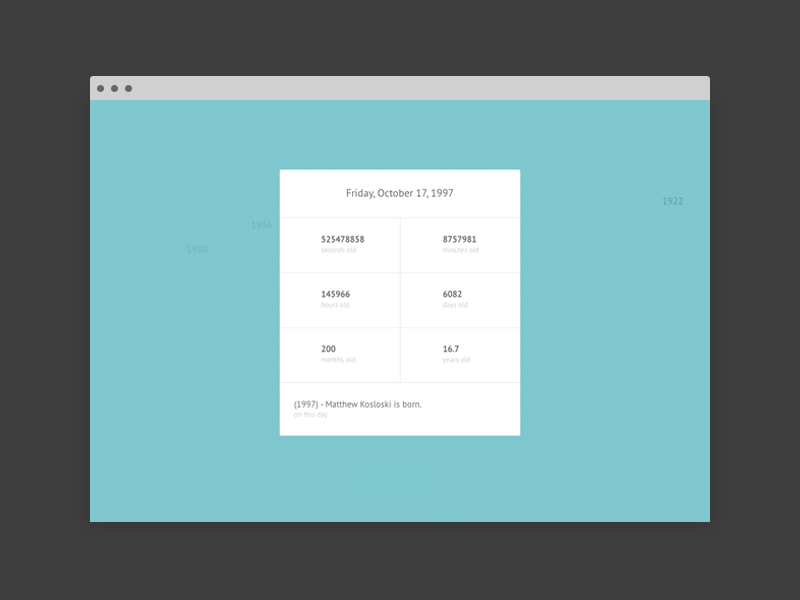 Friday, October 17, 1997
1922
1936
1910
525478858
seconds old
8757981
minutes old
145966
hours old
6082
days old
200
months old
16.7
years old
(1997) - Matthew Kosloski is born.
on this day